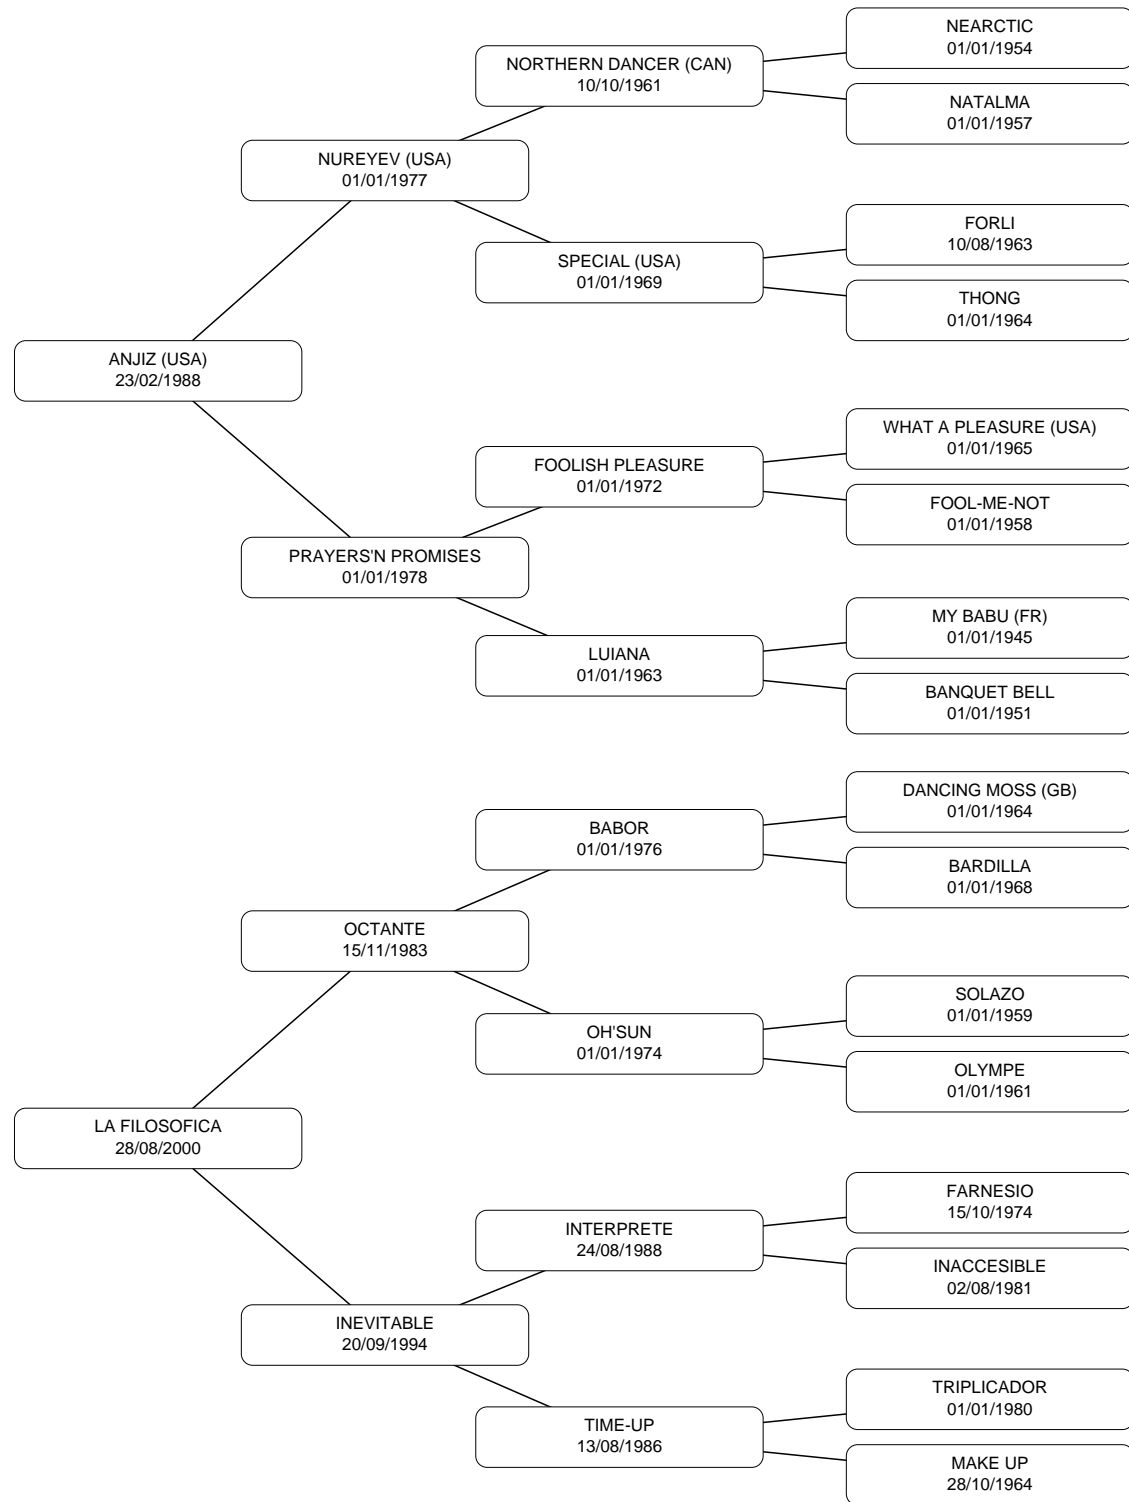 NEARCTIC
01/01/1954
NORTHERN DANCER (CAN)
10/10/1961
NATALMA
01/01/1957
NUREYEV (USA)
01/01/1977
FORLI
10/08/1963
SPECIAL (USA)
01/01/1969
THONG
01/01/1964
ANJIZ (USA)
23/02/1988
WHAT A PLEASURE (USA)
01/01/1965
FOOLISH PLEASURE
01/01/1972
FOOL-ME-NOT
01/01/1958
PRAYERS'N PROMISES
01/01/1978
MY BABU (FR)
01/01/1945
LUIANA
01/01/1963
BANQUET BELL
01/01/1951
DANCING MOSS (GB)
01/01/1964
BABOR
01/01/1976
BARDILLA
01/01/1968
OCTANTE
15/11/1983
SOLAZO
01/01/1959
OH'SUN
01/01/1974
OLYMPE
01/01/1961
LA FILOSOFICA
28/08/2000
FARNESIO
15/10/1974
INTERPRETE
24/08/1988
INACCESIBLE
02/08/1981
INEVITABLE
20/09/1994
TRIPLICADOR
01/01/1980
TIME-UP
13/08/1986
MAKE UP
28/10/1964